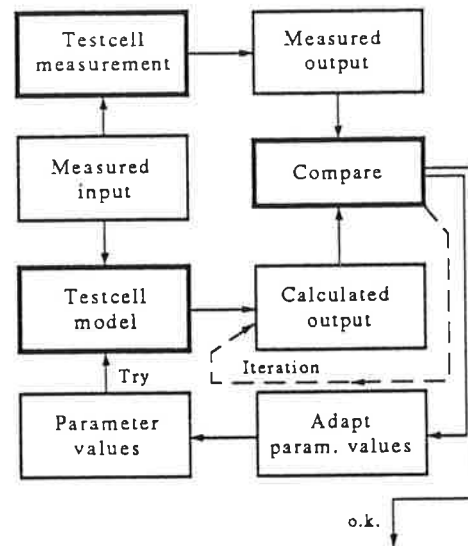 Testcell
measurement
Measured
output
Measured
input
Compare
Testcell
model
Calculated
output
Iteration
Try
Parameter
values
Adapt
param. values
o.k.